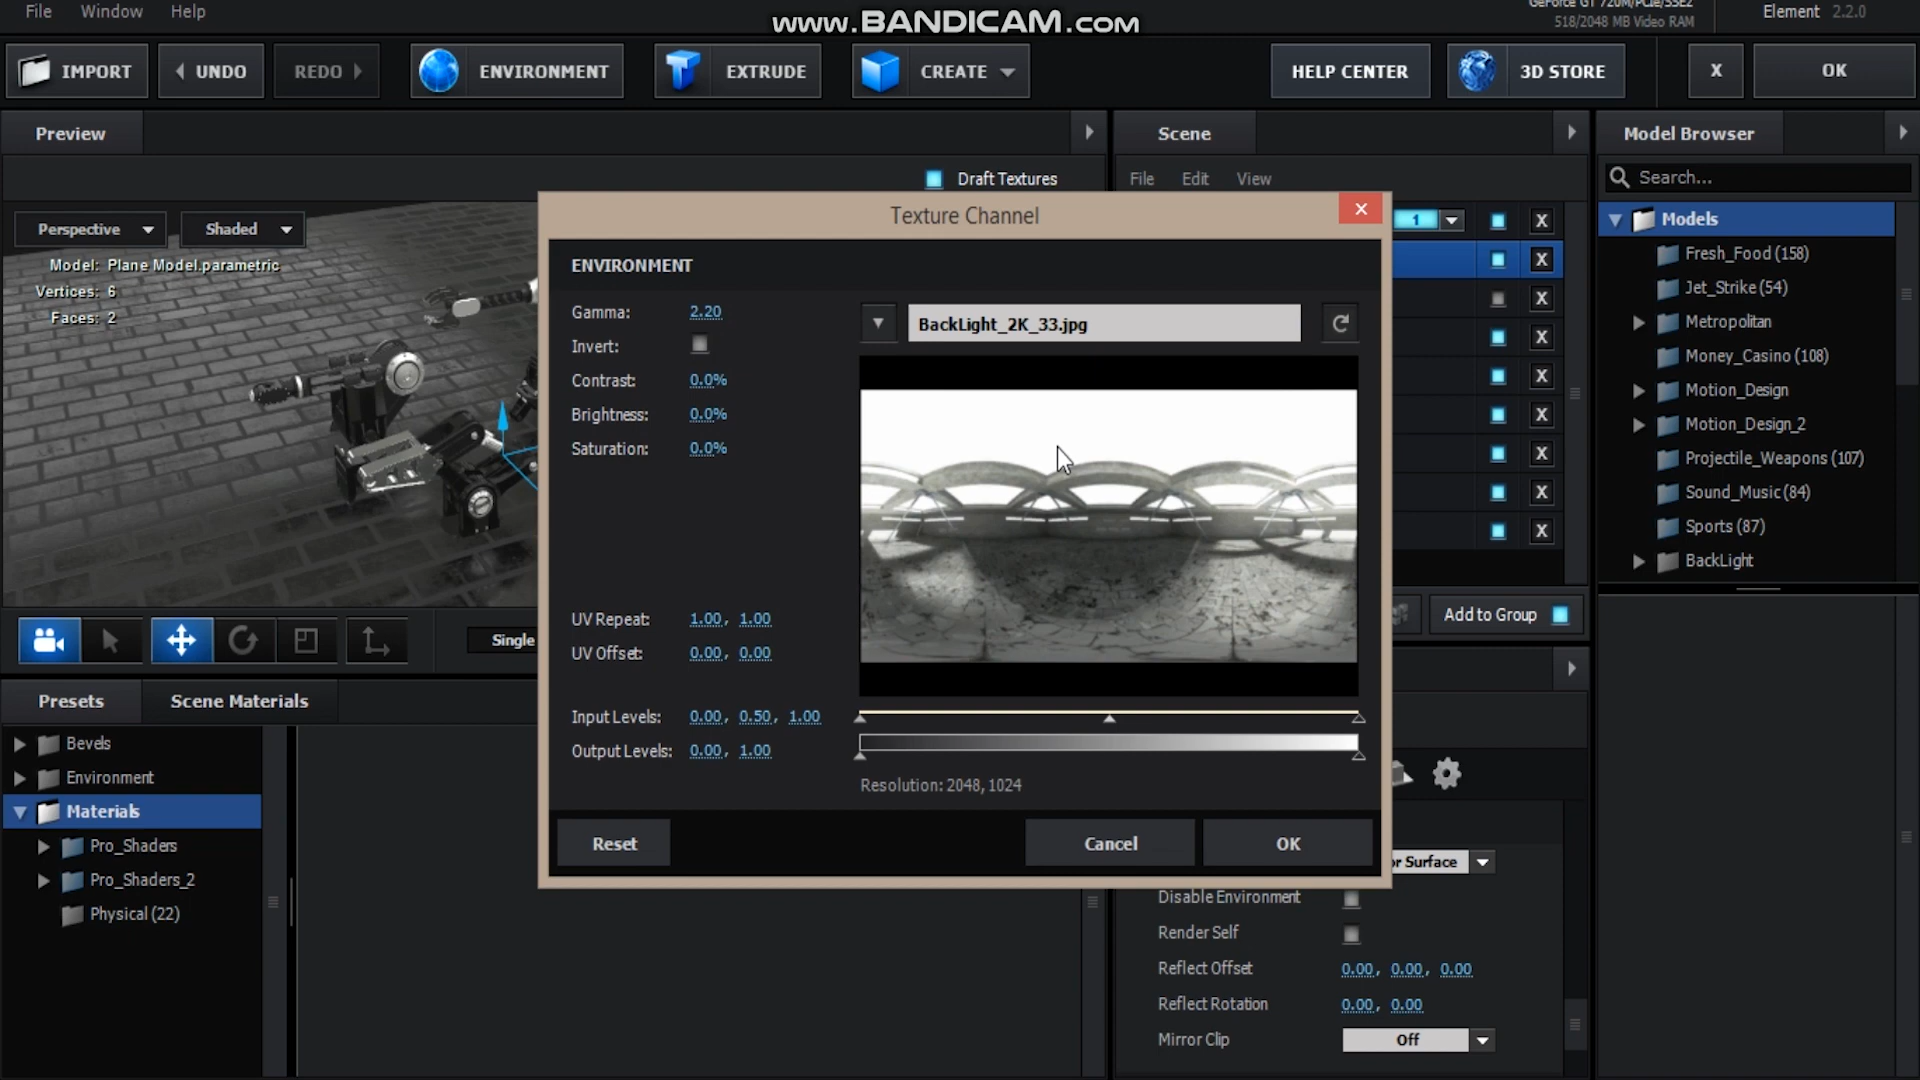 File Window Help
www.BANDICAM.com
GeForce GT 720M/PCIe/SSE2
518/2048 MB Video RAM
Element 2.2.0
IMPORT UNDO REDO ENVIRONMENT EXTRUDE CREATE HELP CENTER 3D STORE X OK
Preview
Scene
Model Browser
Draft Textures
File Edit View
Search...
Perspective Shaded
Model: Plane Model.parametric
Vertices: 6
Faces: 2
Texture Channel
ENVIRONMENT
Gamma: 2.20
Invert:
Contrast: 0.0%
Brightness: 0.0%
Saturation: 0.0%
UV Repeat: 1.00, 1.00
UV Offset: 0.00, 0.00
Input Levels: 0.00, 0.50, 1.00
Output Levels: 0.00, 1.00
BackLight_2K_33.jpg
Resolution: 2048, 1024
Reset Cancel OK
1 X
X
X
X
X
X
X
X
X
Models
Fresh_Food (158)
Jet_Strike (54)
Metropolitan
Money_Casino (108)
Motion_Design
Motion_Design_2
Projectile_Weapons (107)
Sound_Music (84)
Sports (87)
BackLight
Add to Group
Single
Presets Scene Materials
Bevels
Environment
Materials
Pro_Shaders
Pro_Shaders_2
Physical (22)
Surface
Disable Environment
Render Self
Reflect Offset 0.00, 0.00, 0.00
Reflect Rotation 0.00, 0.00
Mirror Clip Off